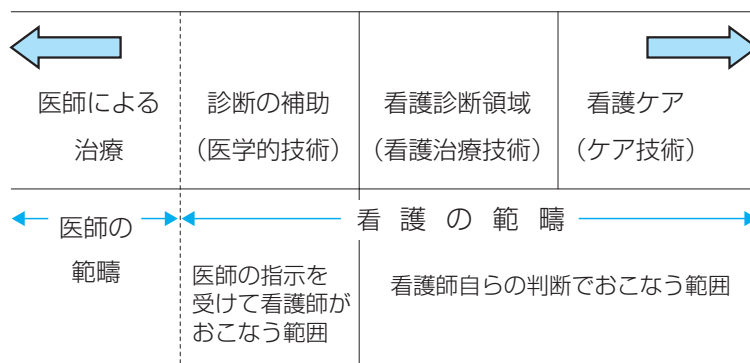 医師による
治療
診断の補助
（医学的技術）
看護診断領域
（看護治療技術）
看護ケア
（ケア技術）
医師の
範疇
看護の範疇
医師の指示を
受けて看護師が
おこなう範囲
看護師自らの判断でおこなう範囲